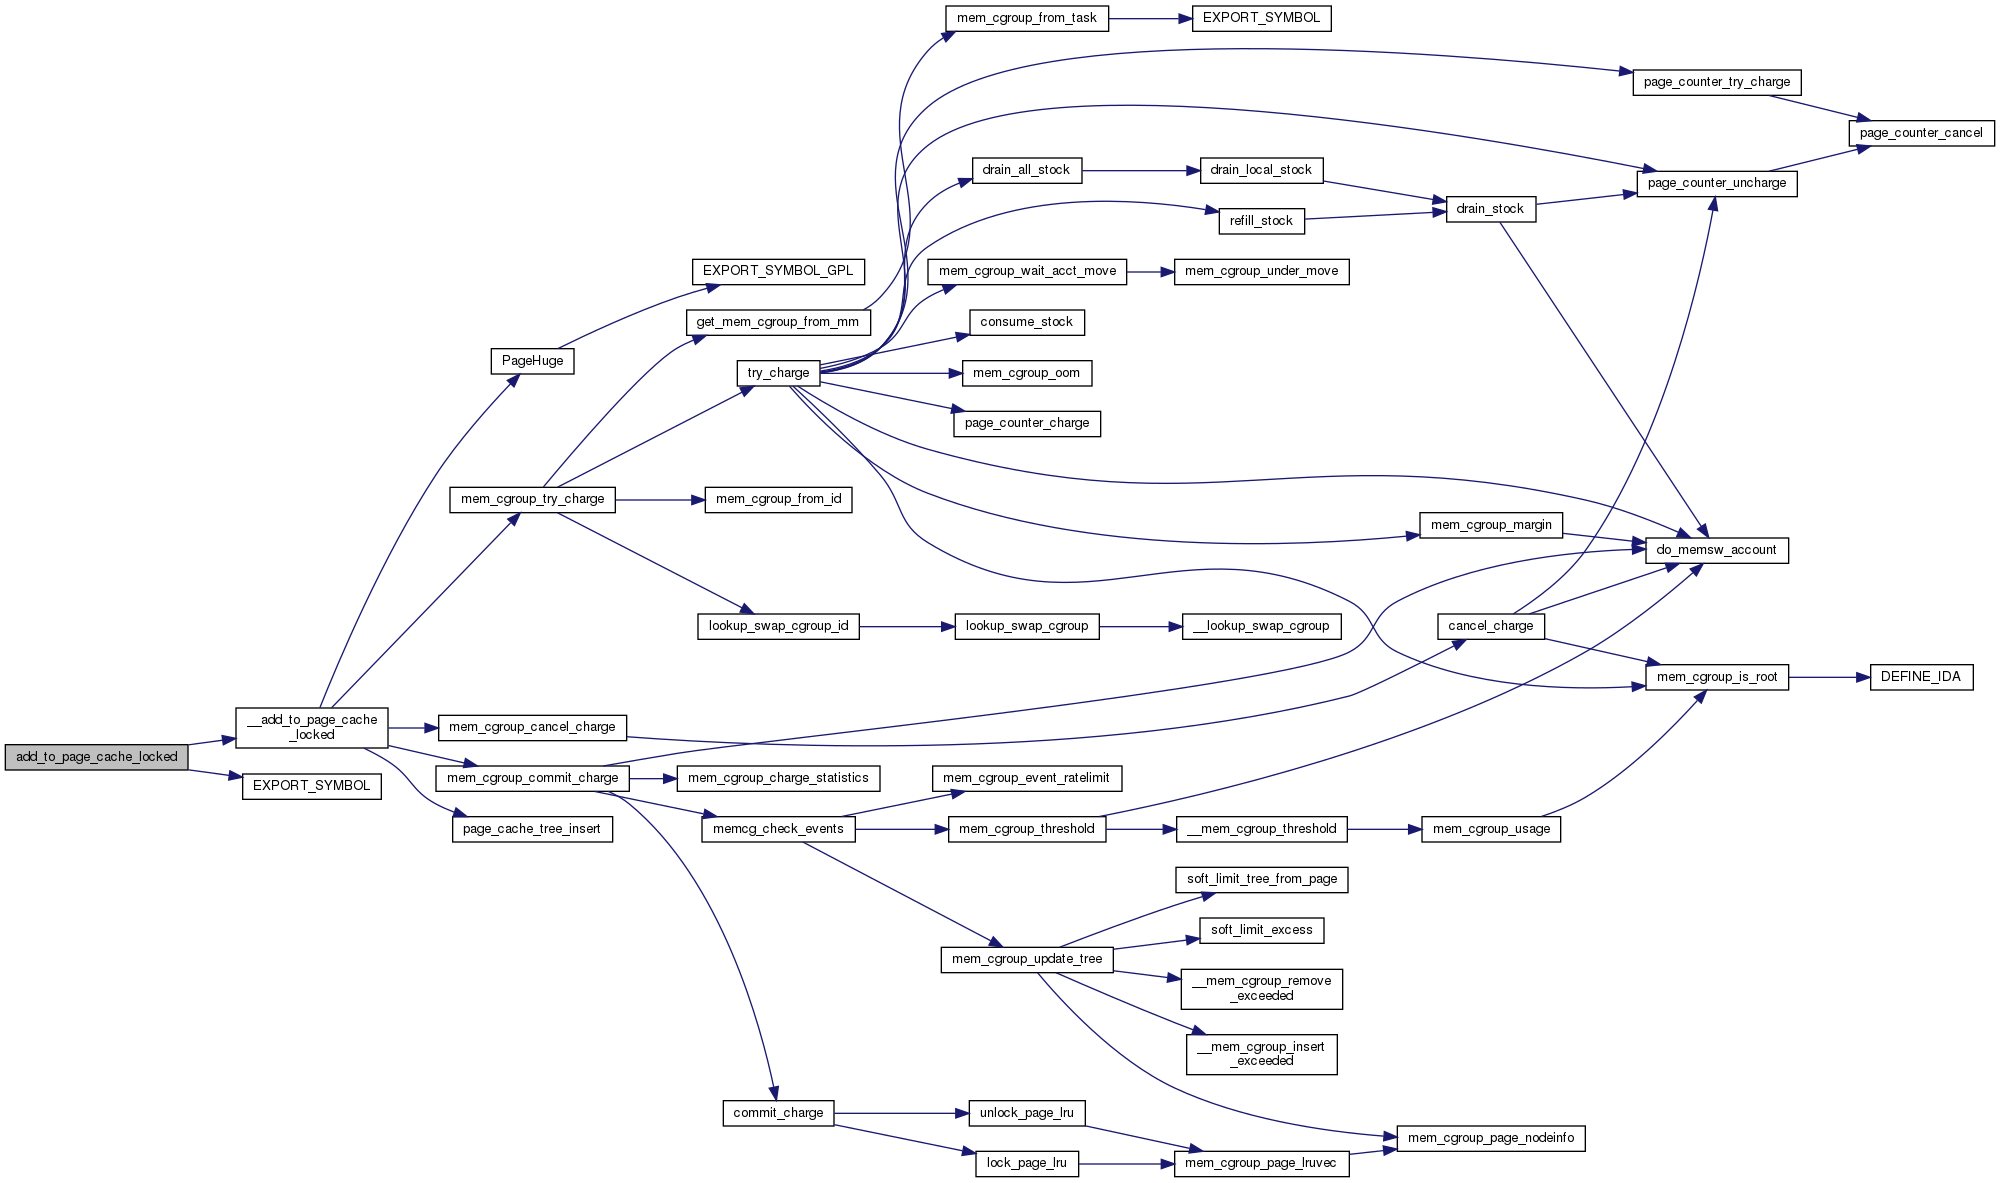 mem_cgroup_from_task
EXPORT_SYMBOL
page_counter_try_charge
page_counter_cancel
drain_all_stock
drain_local_stock
page_counter_uncharge
drain_stock
refill_stock
EXPORT_SYMBOL_GPL
mem_cgroup_wait_acct_move
mem_cgroup_under_move
get_mem_cgroup_from_mm
consume_stock
PageHuge
try_charge
mem_cgroup_oom
page_counter_charge
mem_cgroup_try_charge
mem_cgroup_from_id
mem_cgroup_margin
do_memsw_account
lookup_swap_cgroup_id
lookup_swap_cgroup
__lookup_swap_cgroup
cancel_charge
mem_cgroup_is_root
DEFINE_IDA
__add_to_page_cache
_locked
mem_cgroup_cancel_charge
add_to_page_cache_locked
EXPORT_SYMBOL
mem_cgroup_commit_charge
mem_cgroup_charge_statistics
mem_cgroup_event_ratelimit
page_cache_tree_insert
memcg_check_events
mem_cgroup_threshold
__mem_cgroup_threshold
mem_cgroup_usage
soft_limit_tree_from_page
soft_limit_excess
mem_cgroup_update_tree
__mem_cgroup_remove
_exceeded
__mem_cgroup_insert
_exceeded
commit_charge
unlock_page_lru
mem_cgroup_page_nodeinfo
lock_page_lru
mem_cgroup_page_lruvec